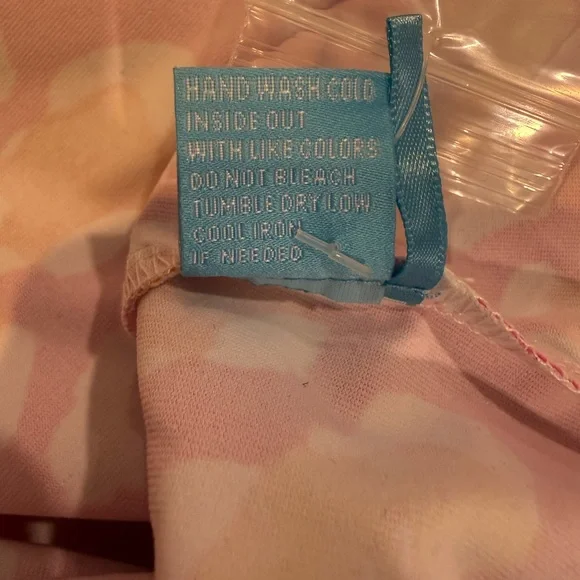 HAND WASH COLD
INSIDE OUT
WITH LIKE COLORS
DO NOT BLEACH
TUMBLE DRY LOW
COOL IRON
IF NEEDED